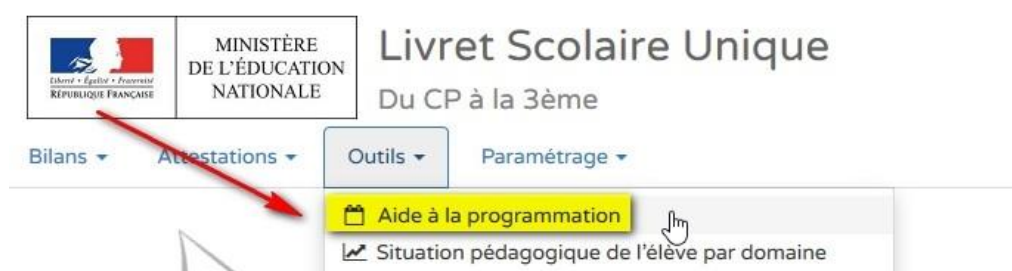 MINISTÈRE
DE L'ÉDUCATION
NATIONALE
Liberté • Égalité • Fraternité
RÉPUBLIQUE FRANÇAISE
Livret Scolaire Unique
Du CP à la 3ème
Bilans Attestations Outils Paramétrage
Aide à la programmation
Situation pédagogique de l'élève par domaine